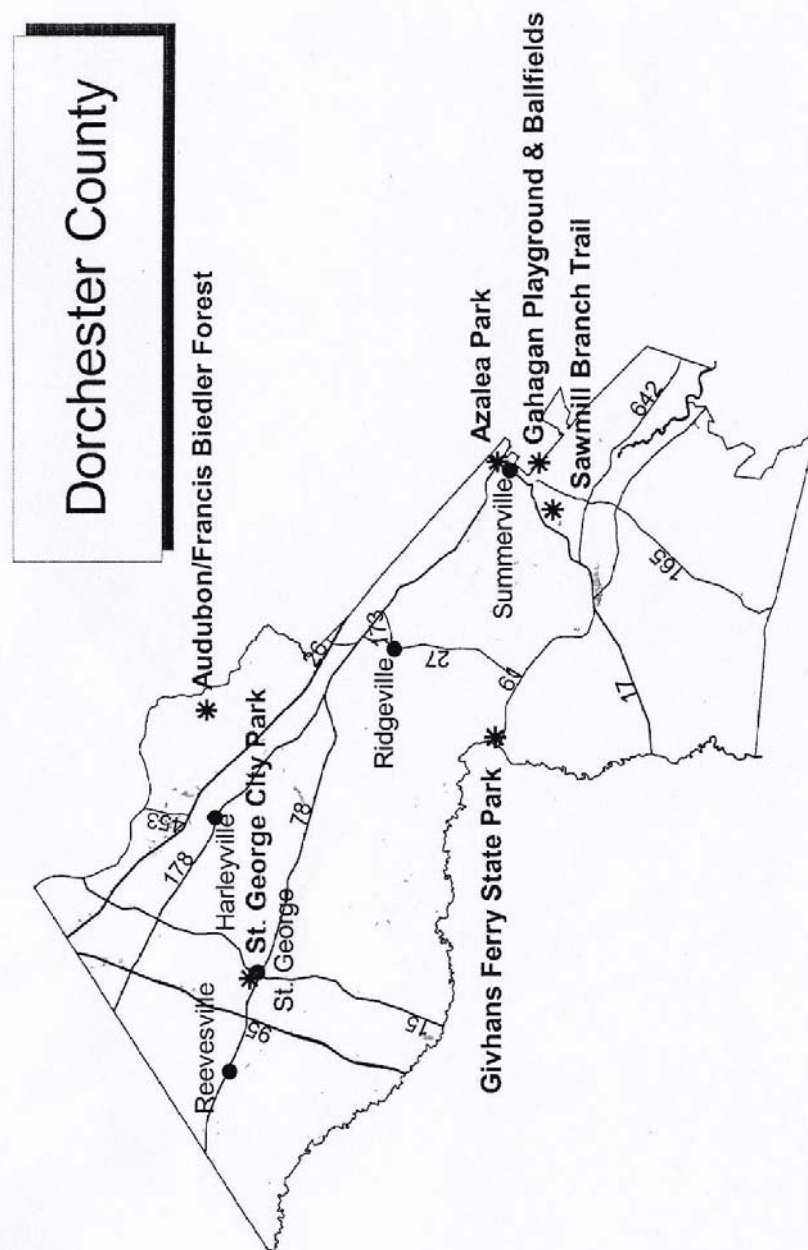 Dorchester County
Audubon/Francis Biedler Forest
453
26
178
Harleyville
St. George City Park
Reevesville
St. George
78
95
15
173
Ridgeville
27
61
Givhans Ferry State Park
Azalea Park
Summerville
Gahagan Playground & Ballfields
Sawmill Branch Trail
642
165
17